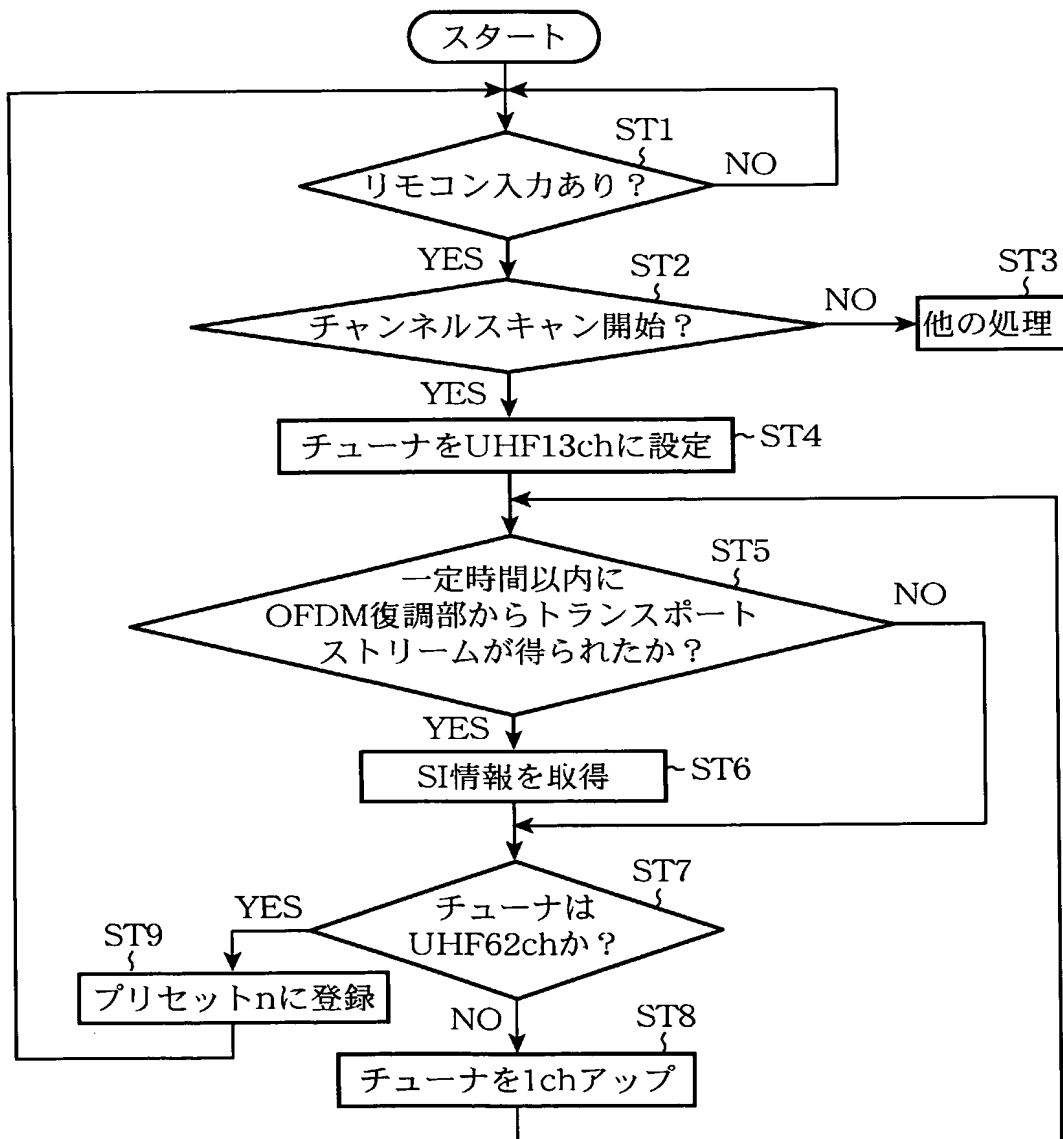 スタート
ST1
リモコン入力あり？
NO
YES
ST2
チャンネルスキャン開始？
NO
ST3
他の処理
YES
チューナをUHF13chに設定
ST4
ST5
一定時間以内に
OFDM復調部からトランスポート
ストリームが得られたか？
NO
YES
SI情報を取得
ST6
ST7
チューナは
UHF62chか？
YES
ST9
プリセットnに登録
NO
ST8
チューナを1chアップ